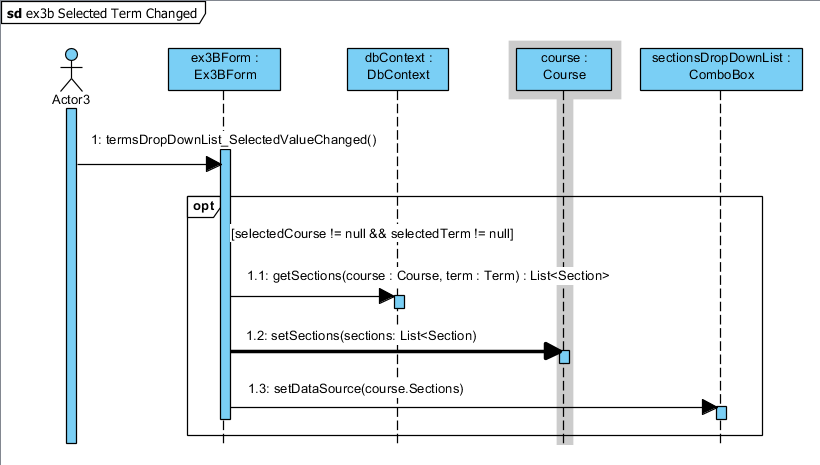 sd ex3b Selected Term Changed
ex3BForm :
Ex3BForm
dbContext :
DbContext
course :
Course
sectionsDropDownList :
ComboBox
Actor3
1: termsDropDownList_SelectedValueChanged()
opt
[selectedCourse != null && selectedTerm != null]
1.1: getSections(course : Course, term : Term) : List<Section>
1.2: setSections(sections: List<Section)
1.3: setDataSource(course.Sections)